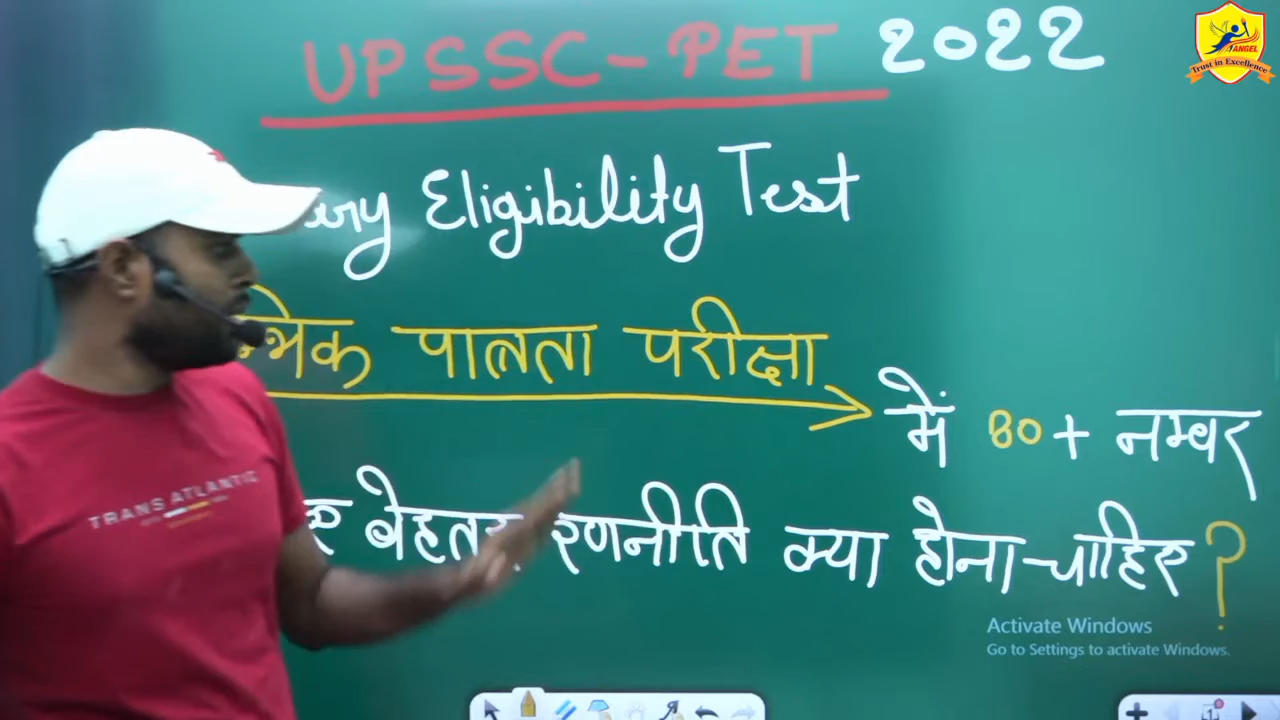 UPSSSC-PET 2022
Eligibility Test
पात्रता परीक्षा
में 80+ नम्बर
बेहतर रणनीति क्या होना चाहिए?
TRANS ATLANTIC
ANGEL
Trust in Excellence
Activate Windows
Go to Settings to activate Windows.